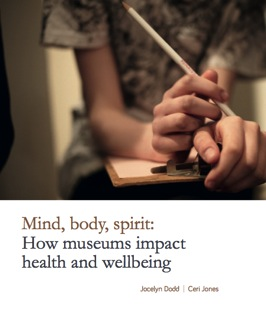 Mind, body, spirit:
How museums impact
health and wellbeing
Jocelyn Dodd | Ceri Jones